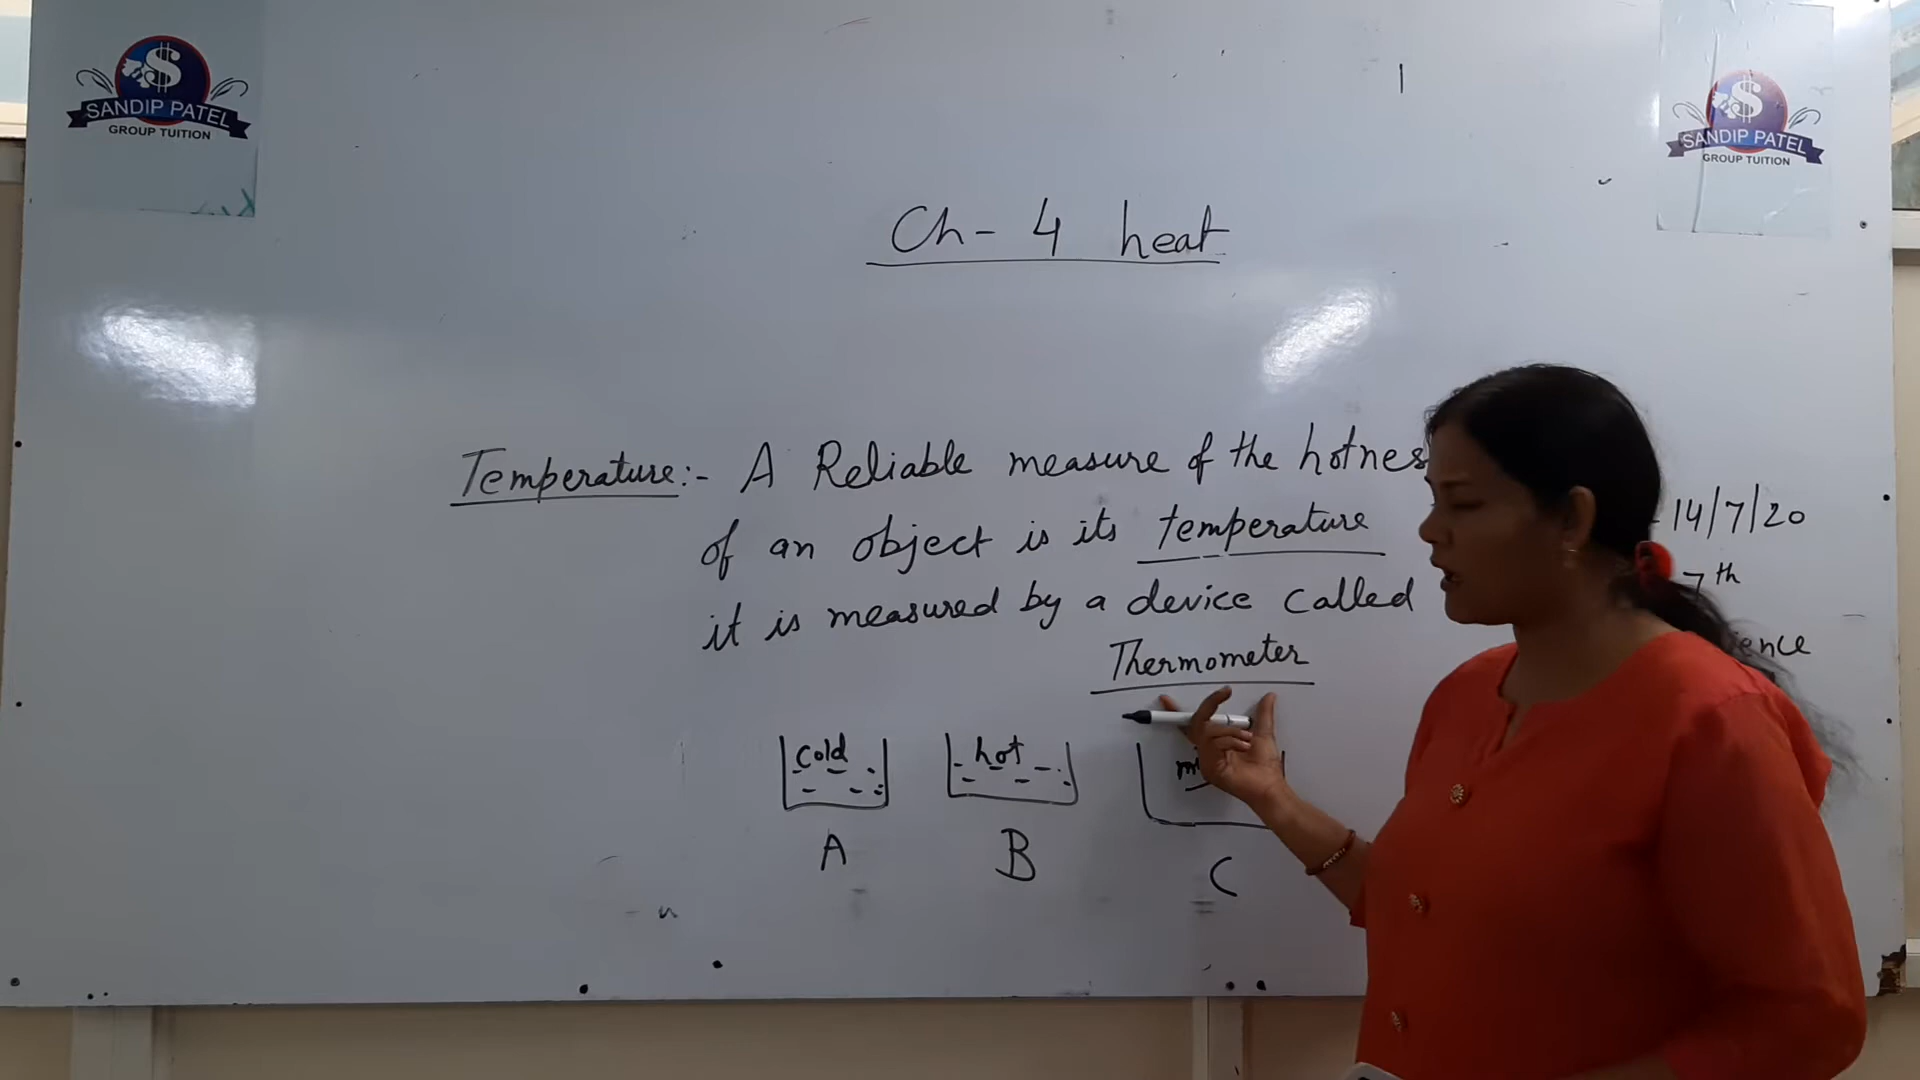 $
SANDIP PATEL
GROUP TUITION
$
SANDIP PATEL
GROUP TUITION
Ch- 4 heat
Temperature:- A Reliable measure of the hotnes
of an object is its temperature
it is measured by a device called
Thermometer
14/7/20
7th
cold
hot
A
B
C